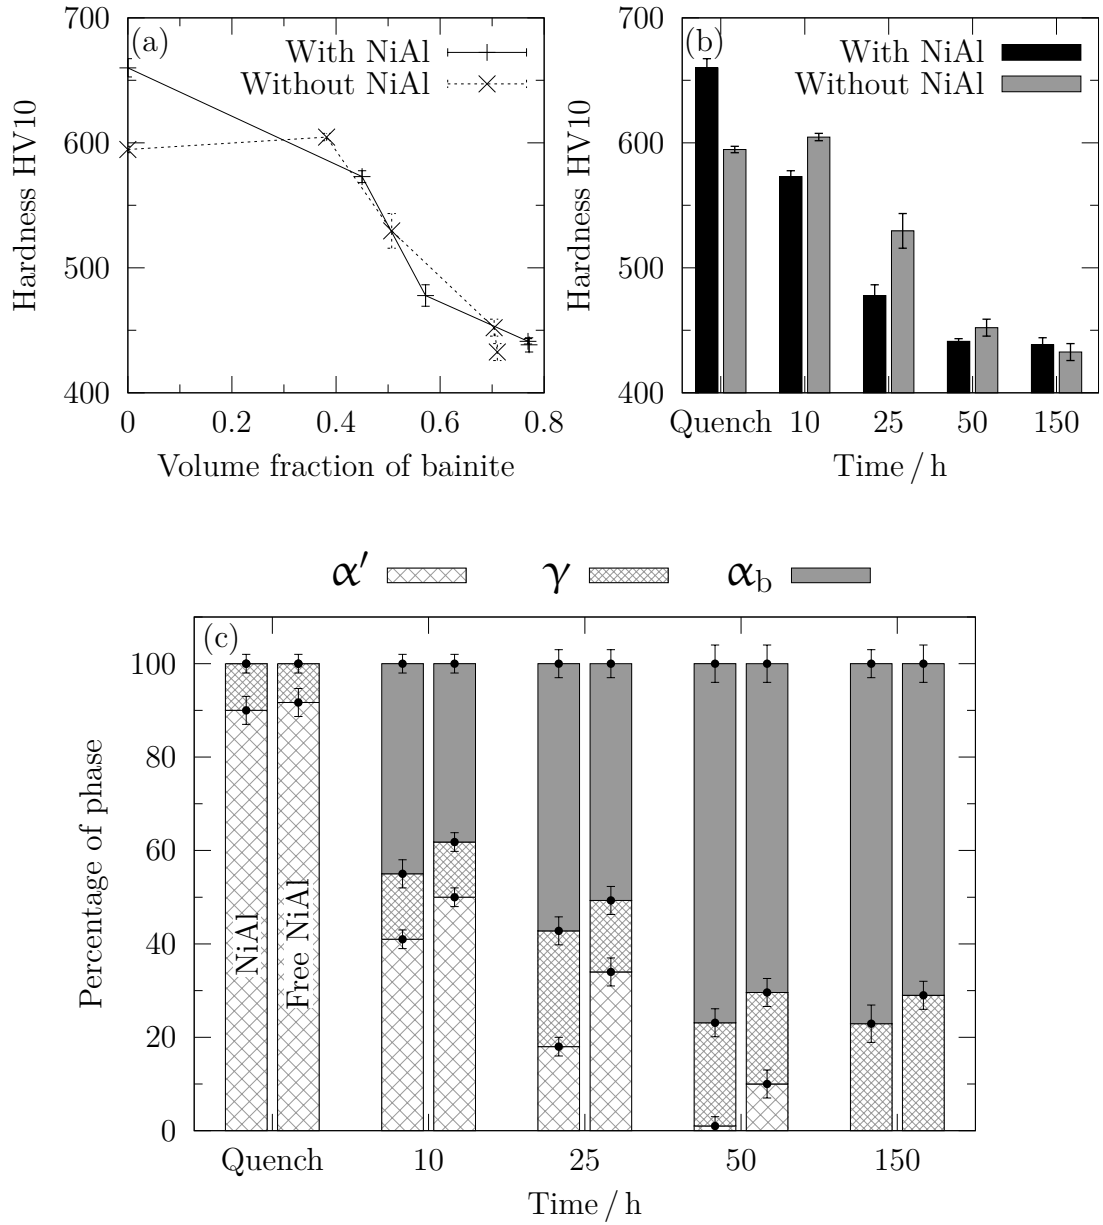 (a)
With NiAl
Without NiAl
Hardness HV10
700
600
500
400
0 0.2 0.4 0.6 0.8
Volume fraction of bainite
(b)
With NiAl
Without NiAl
Hardness HV10
700
600
500
400
Quench 10 25 50 150
Time / h
α′ γ αb
(c)
Percentage of phase
100
80
60
40
20
0
NiAl
Free NiAl
Quench 10 25 50 150
Time / h